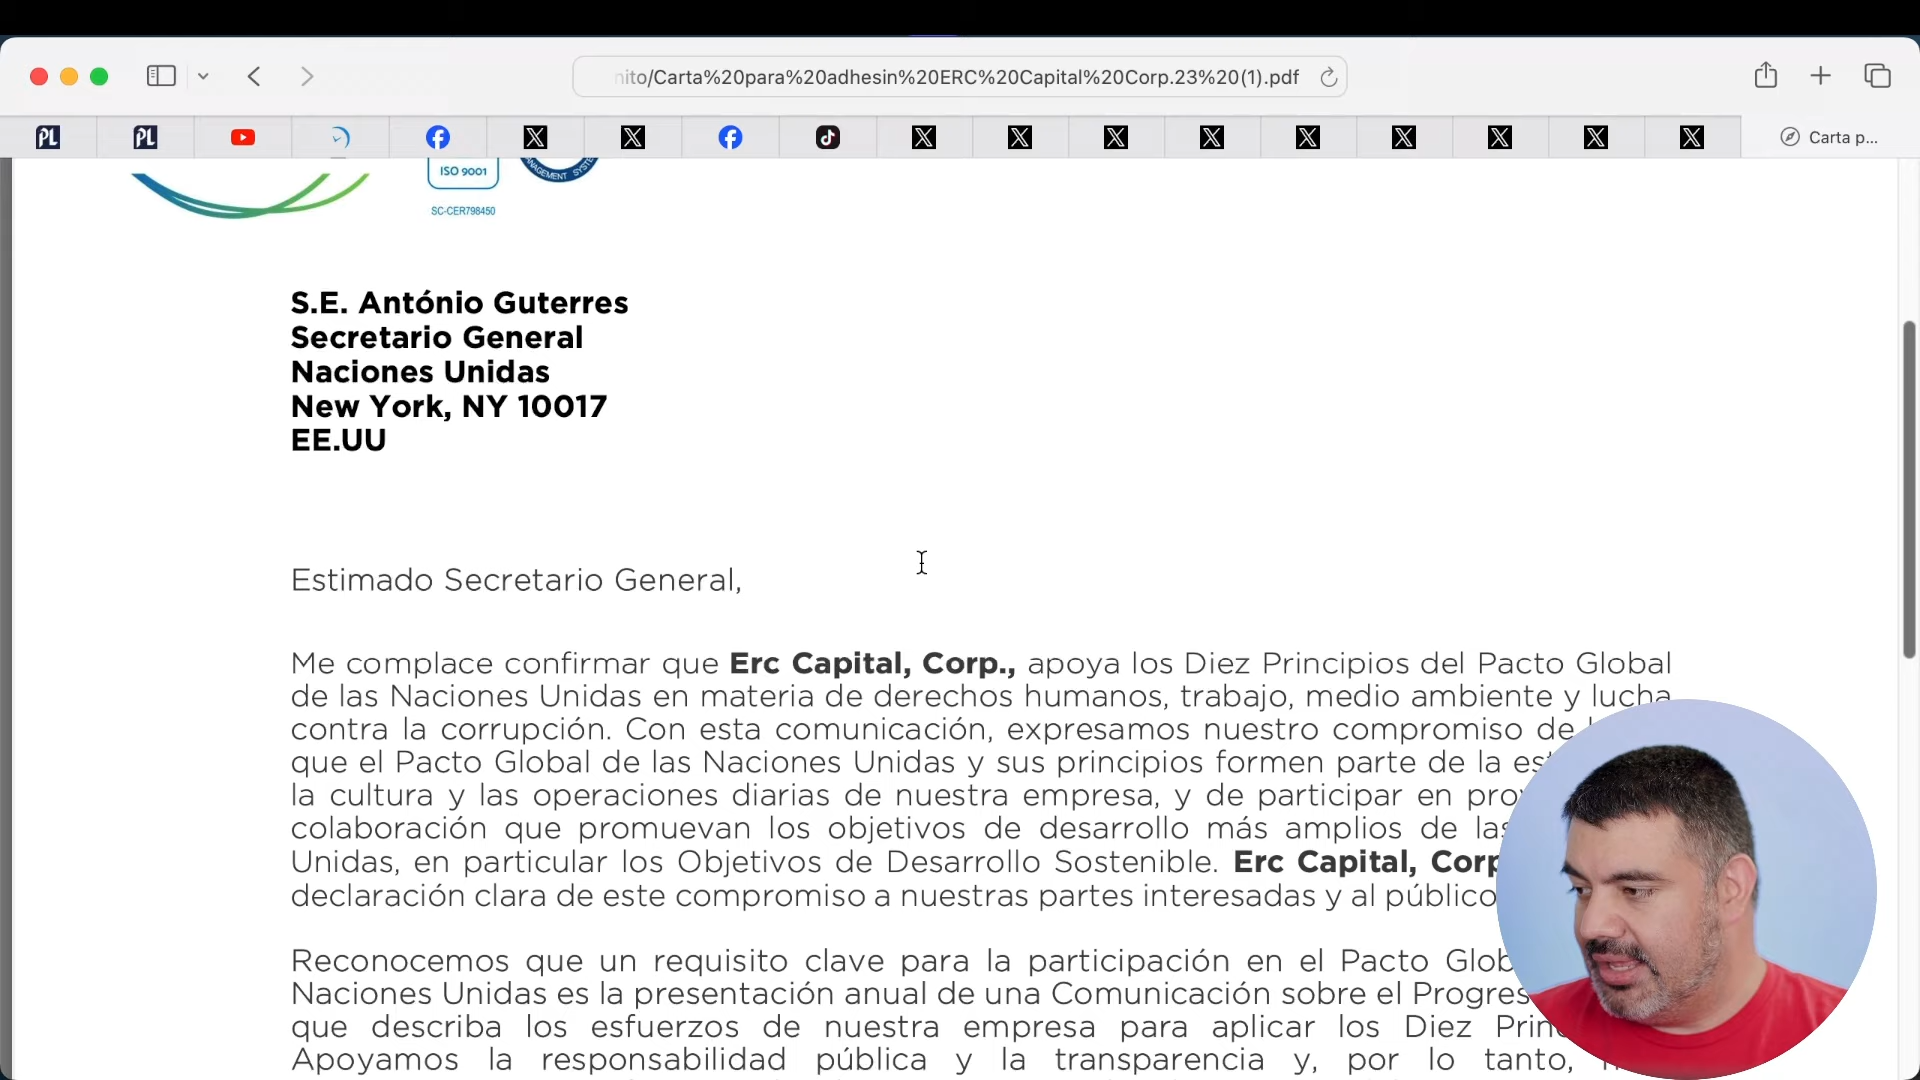 nito/Carta%20para%20adhesin%20ERC%20Capital%20Corp.23%20(1).pdf
PL
PL
Carta p...
ISO 9001
MANAGEMENT SYS
SC-CER798450
S.E. António Guterres
Secretario General
Naciones Unidas
New York, NY 10017
EE.UU
Estimado Secretario General,
Me complace confirmar que Erc Capital, Corp., apoya los Diez Principios del Pacto Global
de las Naciones Unidas en materia de derechos humanos, trabajo, medio ambiente y lucha
contra la corrupción. Con esta comunicación, expresamos nuestro compromiso de
que el Pacto Global de las Naciones Unidas y sus principios formen parte de la
la cultura y las operaciones diarias de nuestra empresa, y de participar en
colaboración que promuevan los objetivos de desarrollo más amplios de las
Unidas, en particular los Objetivos de Desarrollo Sostenible. Erc Capital, Corp
declaración clara de este compromiso a nuestras partes interesadas y al público
Reconocemos que un requisito clave para la participación en el Pacto
Naciones Unidas es la presentación anual de una Comunicación sobre el
que describa los esfuerzos de nuestra empresa para aplicar los Diez
Apoyamos la responsabilidad pública y la transparencia y, por lo tanto,